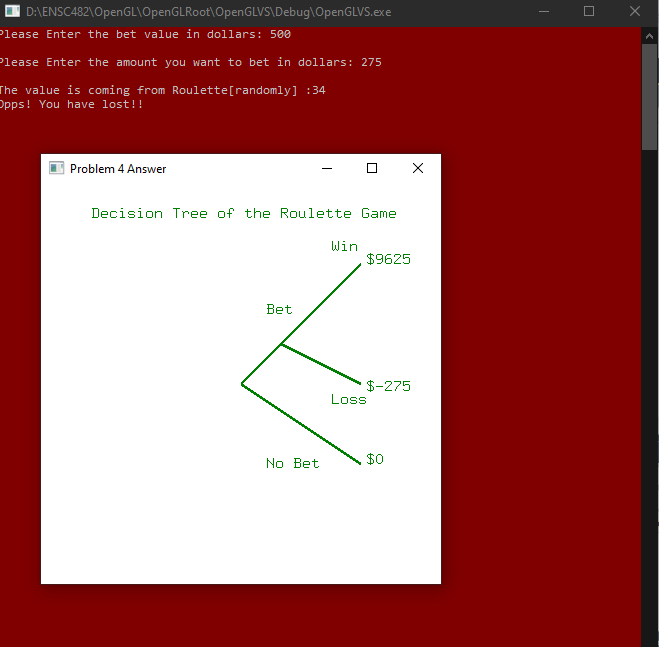 D:\ENSC482\OpenGL\OpenGLRoot\OpenGLVS\Debug\OpenGLVS.exe
Please Enter the bet value in dollars: 500
Please Enter the amount you want to bet in dollars: 275
The value is coming from Roulette[randomly] :34
Opps! You have lost!!
Problem 4 Answer
Decision Tree of the Roulette Game
Win
$9625
Bet
$-275
Loss
$0
No Bet